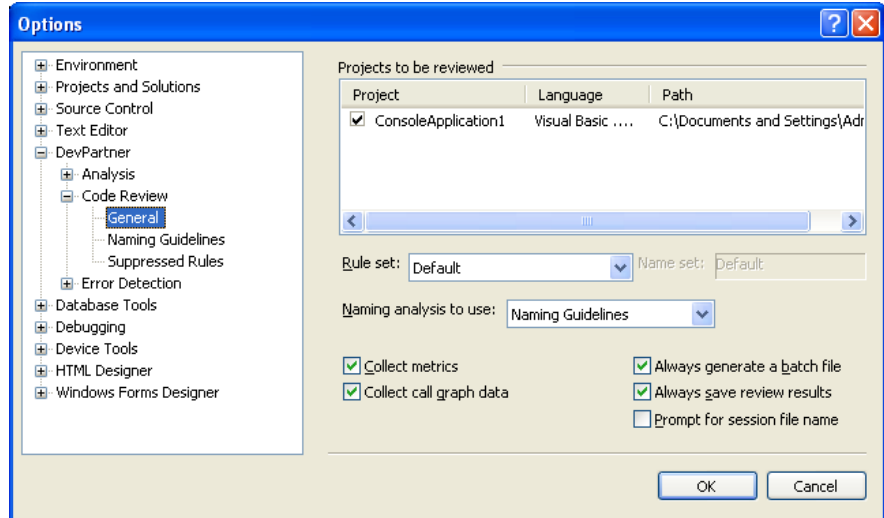 Options
Environment
Projects and Solutions
Source Control
Text Editor
DevPartner
Analysis
Code Review
General
Naming Guidelines
Suppressed Rules
Error Detection
Database Tools
Debugging
Device Tools
HTML Designer
Windows Forms Designer
Projects to be reviewed
Project Language Path
ConsoleApplication1 Visual Basic .... C:\Documents and Settings\Adr
Rule set: Default Name set: Default
Naming analysis to use: Naming Guidelines
Collect metrics Always generate a batch file
Collect call graph data Always save review results
Prompt for session file name
OK Cancel